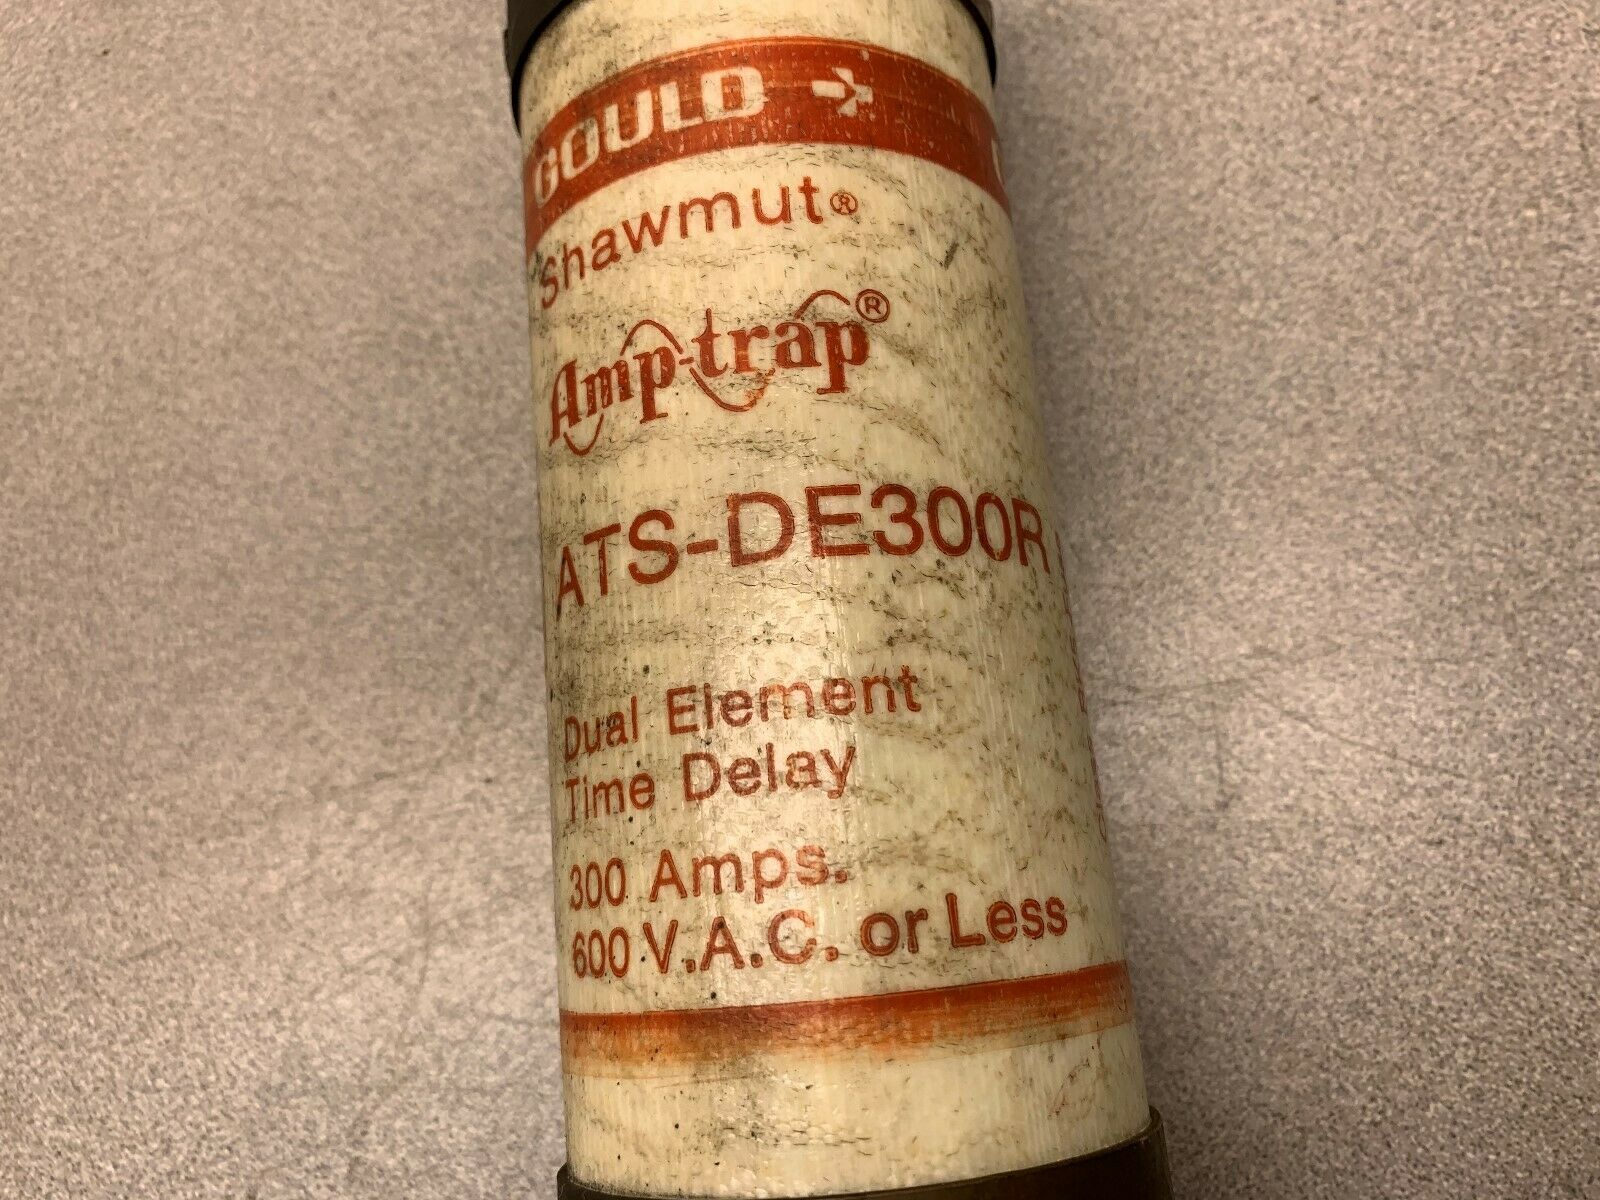 GOULD
Shawmut®
Amp-trap®
ATS-DE300R
Dual Element
Time Delay
300 Amps.
600 V.A.C. or Less